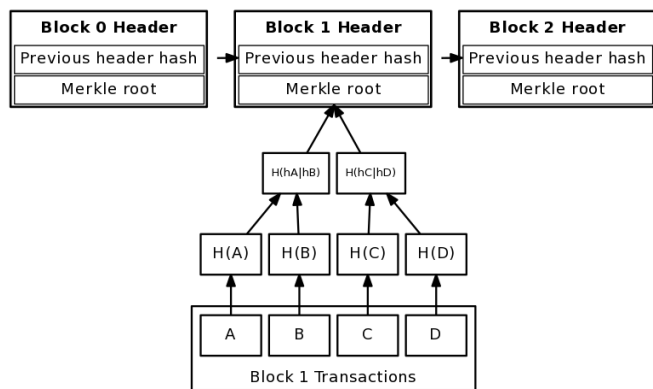 Block 0 Header
Previous header hash
Merkle root
Block 1 Header
Previous header hash
Merkle root
Block 2 Header
Previous header hash
Merkle root
H(hA|hB) H(hC|hD)
H(A) H(B) H(C) H(D)
A B C D
Block 1 Transactions